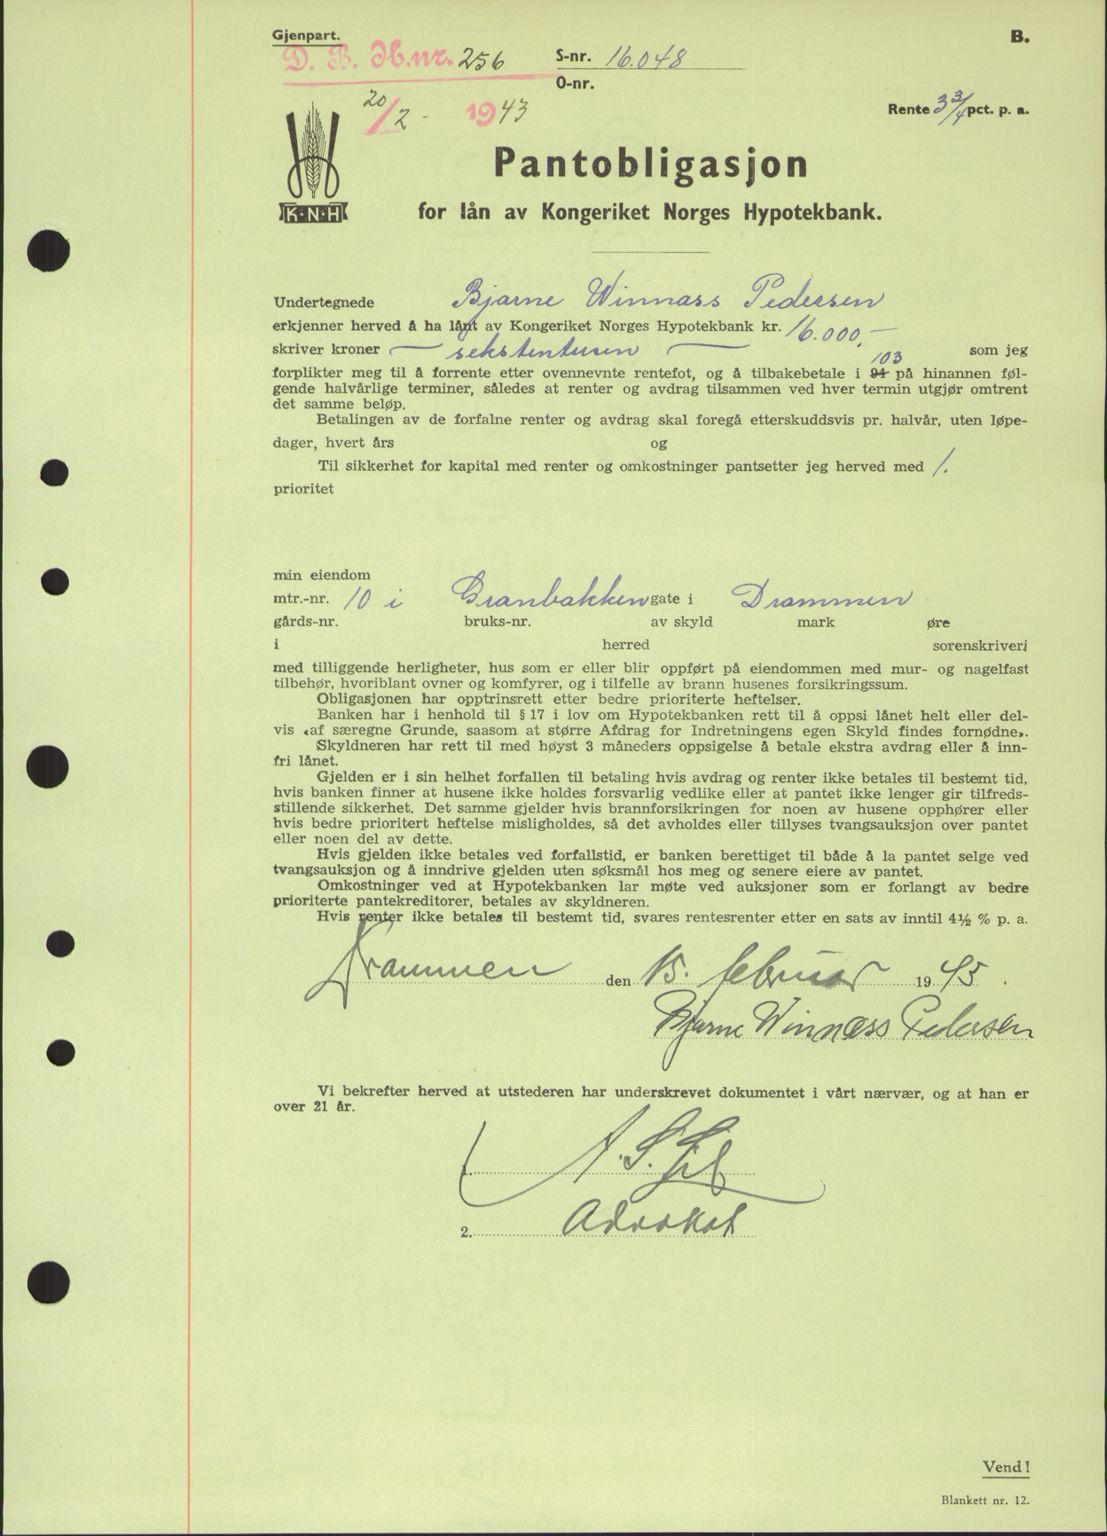 Gjenpart. B.
D. B. H.nr. 256 S-nr. 16.048
O-nr.
20/2 - 1943 Rente 3 3/4 pct. p. a.
Pantobligasjon
K·N·H for lån av Kongeriket Norges Hypotekbank.
Undertegnede Bjarne Winnass Pedersen
erkjenner herved å ha lånt av Kongeriket Norges Hypotekbank kr. 16.000,-
skriver kroner — sekstentusen — som jeg
103
forplikter meg til å forrente etter ovennevnte rentefot, og å tilbakebetale i 94 på hinannen føl-
gende halvårlige terminer, således at renter og avdrag tilsammen ved hver termin utgjør omtrent
det samme beløp.
Betalingen av de forfalne renter og avdrag skal foregå etterskuddsvis pr. halvår, uten løpe-
dager, hvert års og
Til sikkerhet for kapital med renter og omkostninger pantsetter jeg herved med 1.
prioritet
min eiendom
mtr.-nr. 10 i Granbakken gate i Drammen
gårds-nr. bruks-nr. av skyld mark øre
i herred sorenskriveri
med tilliggende herligheter, hus som er eller blir oppført på eiendommen med mur- og nagelfast
tilbehør, hvoriblant ovner og komfyrer, og i tilfelle av brann husenes forsikringssum.
Obligasjonen har opptrinsrett etter bedre prioriterte heftelser.
Banken har i henhold til § 17 i lov om Hypotekbanken rett til å oppsi lånet helt eller del-
vis «af særegne Grunde, saasom at større Afdrag for Indretningens egen Skyld findes fornødne».
Skyldneren har rett til med høyst 3 måneders oppsigelse å betale ekstra avdrag eller å inn-
fri lånet.
Gjelden er i sin helhet forfallen til betaling hvis avdrag og renter ikke betales til bestemt tid,
hvis banken finner at husene ikke holdes forsvarlig vedlike eller at pantet ikke lenger gir tilfreds-
stillende sikkerhet. Det samme gjelder hvis brannforsikringen for noen av husene opphører eller
hvis bedre prioritert heftelse misligholdes, så det avholdes eller tillyses tvangsauksjon over pantet
eller noen del av dette.
Hvis gjelden ikke betales ved forfallstid, er banken berettiget til både å la pantet selge ved
tvangsauksjon og å inndrive gjelden uten søksmål hos meg og senere eiere av pantet.
Omkostninger ved at Hypotekbanken lar møte ved auksjoner som er forlangt av bedre
prioriterte pantekreditorer, betales av skyldneren.
Hvis renter ikke betales til bestemt tid, svares rentesrenter etter en sats av inntil 4½ % p. a.
Drammen den 15. februar 1943.
Bjarne Winnass Pedersen
Vi bekrefter herved at utstederen har underskrevet dokumentet i vårt nærvær, og at han er
over 21 år.
A. S.
2. Advokat
Vend!
Blankett nr. 12.